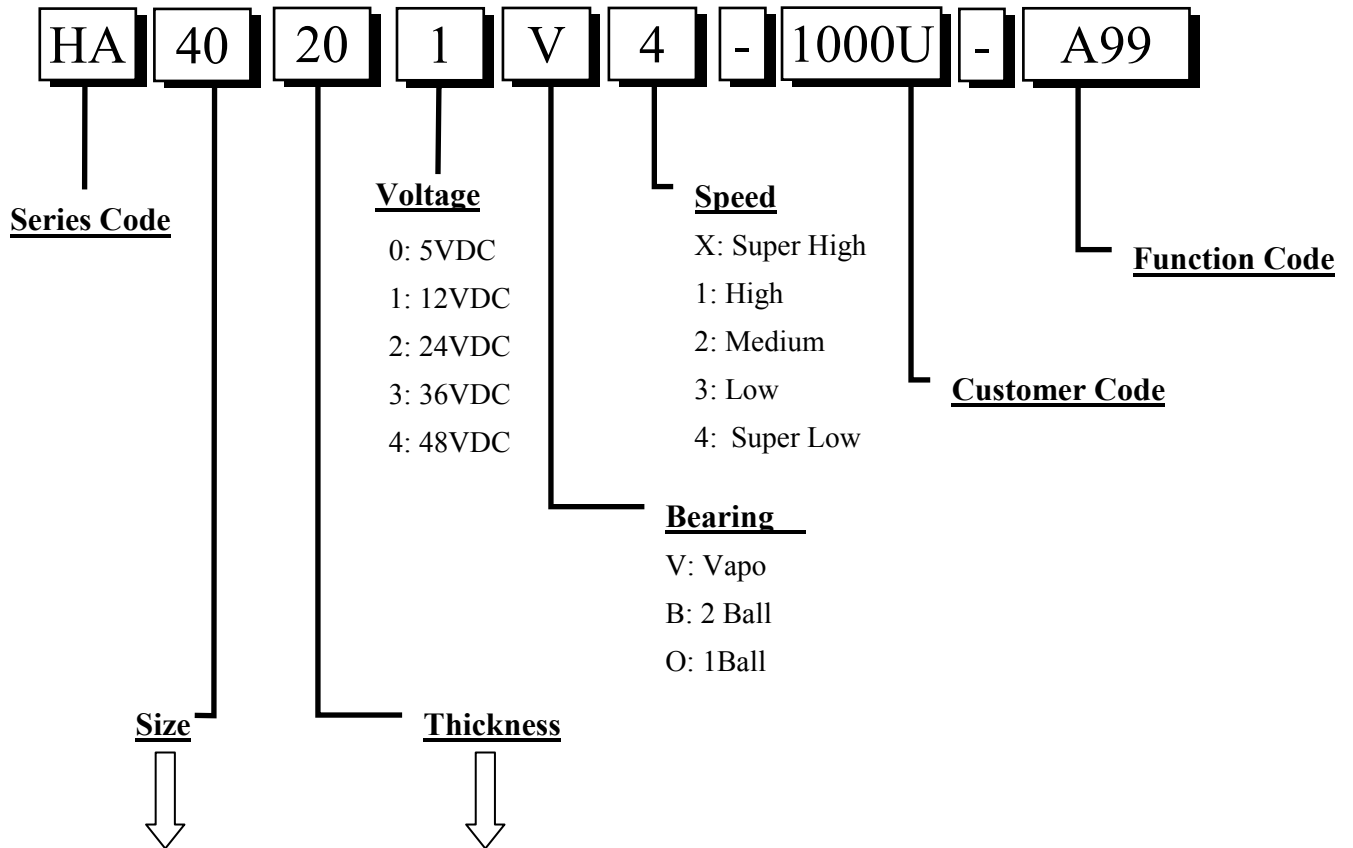 HA 40 20 1 V 4 - 1000U - A99
Series Code
Voltage
0: 5VDC
1: 12VDC
2: 24VDC
3: 36VDC
4: 48VDC
Speed
X: Super High
1: High
2: Medium
3: Low
4: Super Low
Function Code
Customer Code
Bearing
V: Vapo
B: 2 Ball
O: 1Ball
Size
Thickness